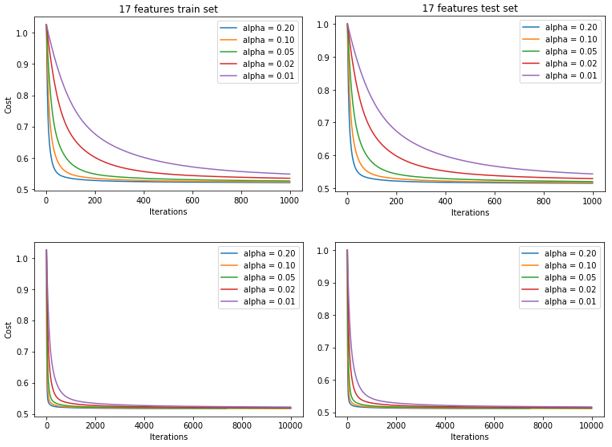 17 features train set
17 features test set
Cost
1.0
0.9
0.8
0.7
0.6
0.5
0 200 400 600 800 1000
Iterations
alpha = 0.20
alpha = 0.10
alpha = 0.05
alpha = 0.02
alpha = 0.01
1.0
0.9
0.8
0.7
0.6
0.5
0 200 400 600 800 1000
Iterations
alpha = 0.20
alpha = 0.10
alpha = 0.05
alpha = 0.02
alpha = 0.01
Cost
1.0
0.9
0.8
0.7
0.6
0.5
0 2000 4000 6000 8000 10000
Iterations
alpha = 0.20
alpha = 0.10
alpha = 0.05
alpha = 0.02
alpha = 0.01
1.0
0.9
0.8
0.7
0.6
0.5
0 2000 4000 6000 8000 10000
Iterations
alpha = 0.20
alpha = 0.10
alpha = 0.05
alpha = 0.02
alpha = 0.01